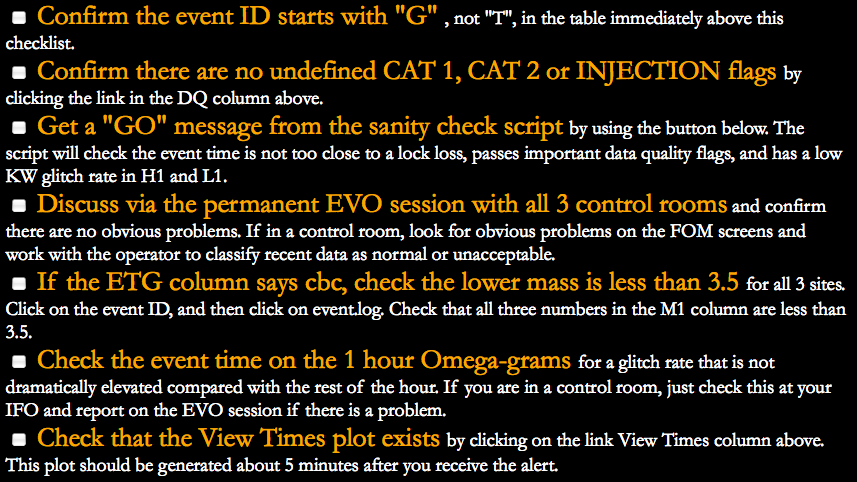 Confirm the event ID starts with "G" , not "T", in the table immediately above this
checklist.
Confirm there are no undefined CAT 1, CAT 2 or INJECTION flags by
clicking the link in the DQ column above.
Get a "GO" message from the sanity check script by using the button below. The
script will check the event time is not too close to a lock loss, passes important data quality flags, and has a low
KW glitch rate in H1 and L1.
Discuss via the permanent EVO session with all 3 control rooms and confirm
there are no obvious problems. If in a control room, look for obvious problems on the FOM screens and
work with the operator to classify recent data as normal or unacceptable.
If the ETG column says cbc, check the lower mass is less than 3.5 for all 3 sites.
Click on the event ID, and then click on event.log. Check that all three numbers in the M1 column are less than
3.5.
Check the event time on the 1 hour Omega-grams for a glitch rate that is not
dramatically elevated compared with the rest of the hour. If you are in a control room, just check this at your
IFO and report on the EVO session if there is a problem.
Check that the View Times plot exists by clicking on the link View Times column above.
This plot should be generated about 5 minutes after you receive the alert.